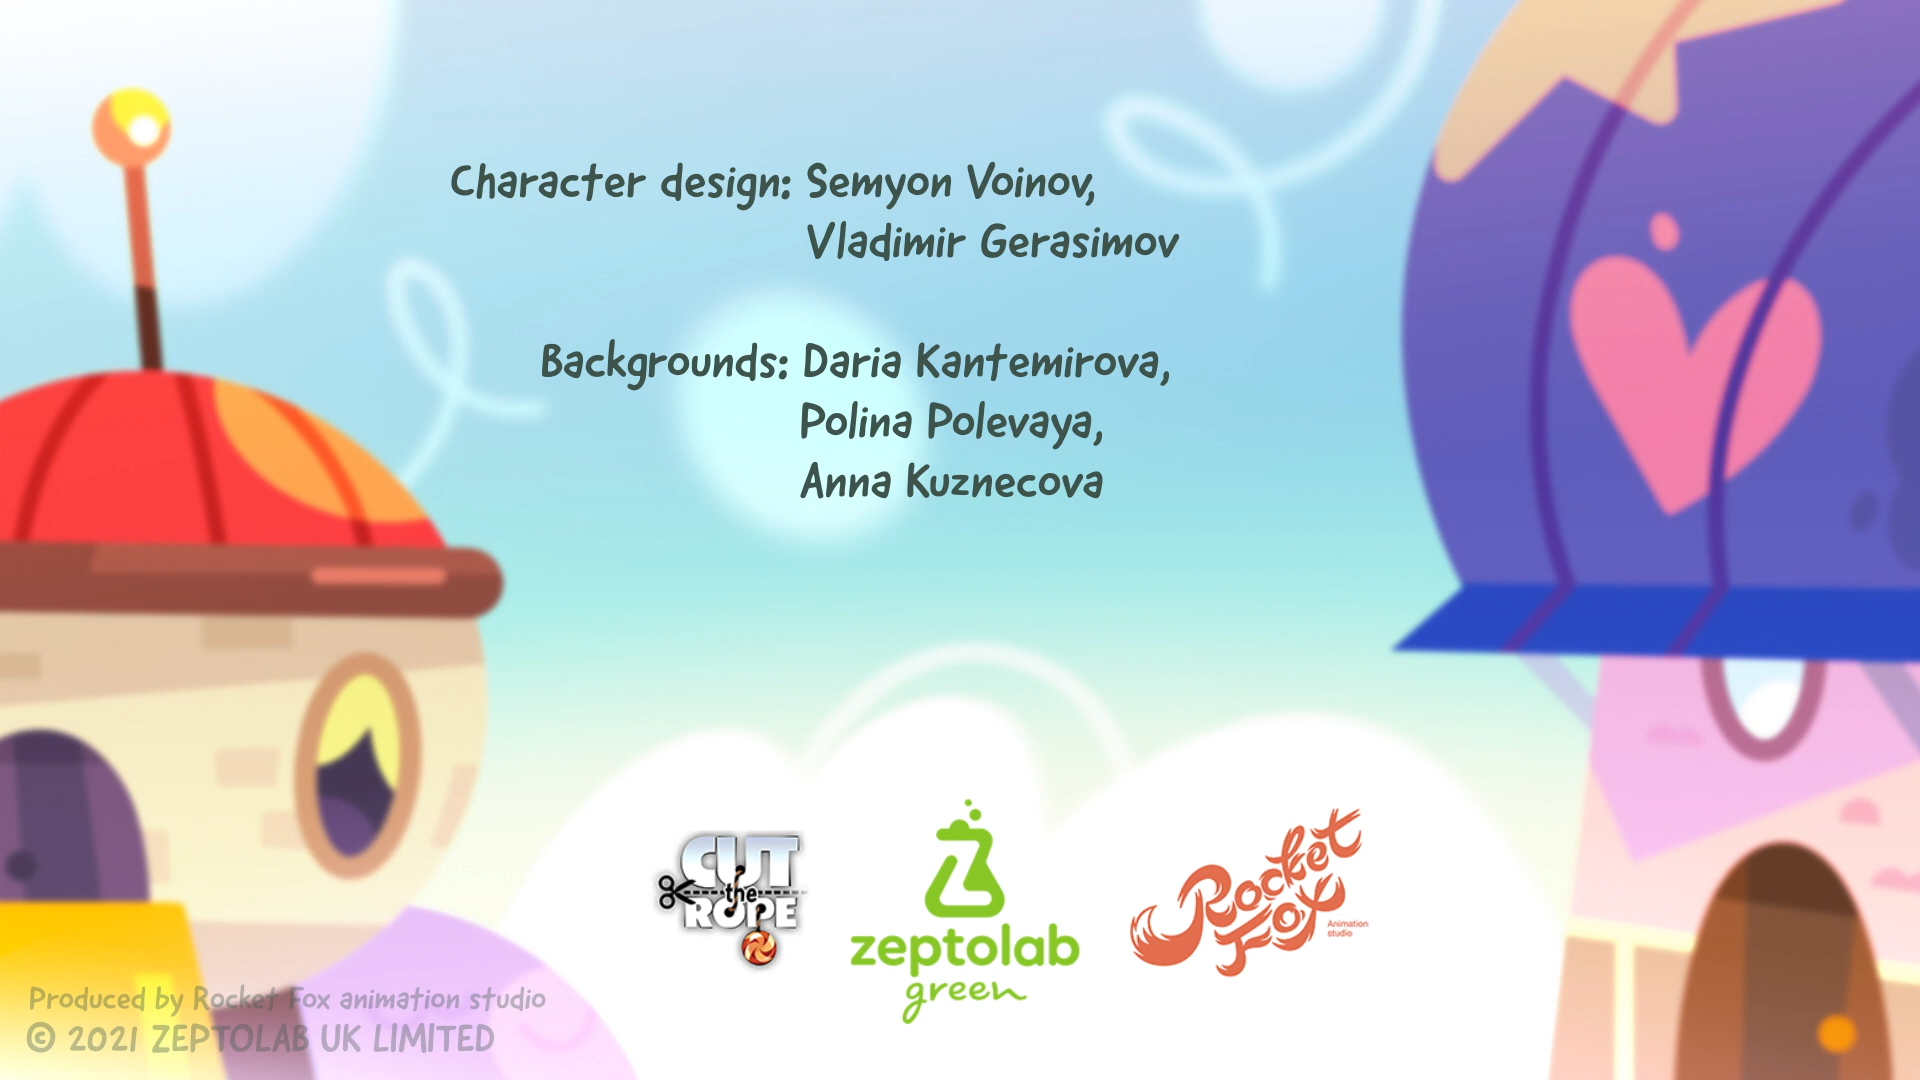 Character design: Semyon Voinov,
Vladimir Gerasimov
Backgrounds: Daria Kantemirova,
Polina Polevaya,
Anna Kuznecova
CUT
the
ROPE
zeptolab
green
Rocket
Fox
Animation
studio
Produced by Rocket Fox animation studio
© 2021 ZEPTOLAB UK LIMITED